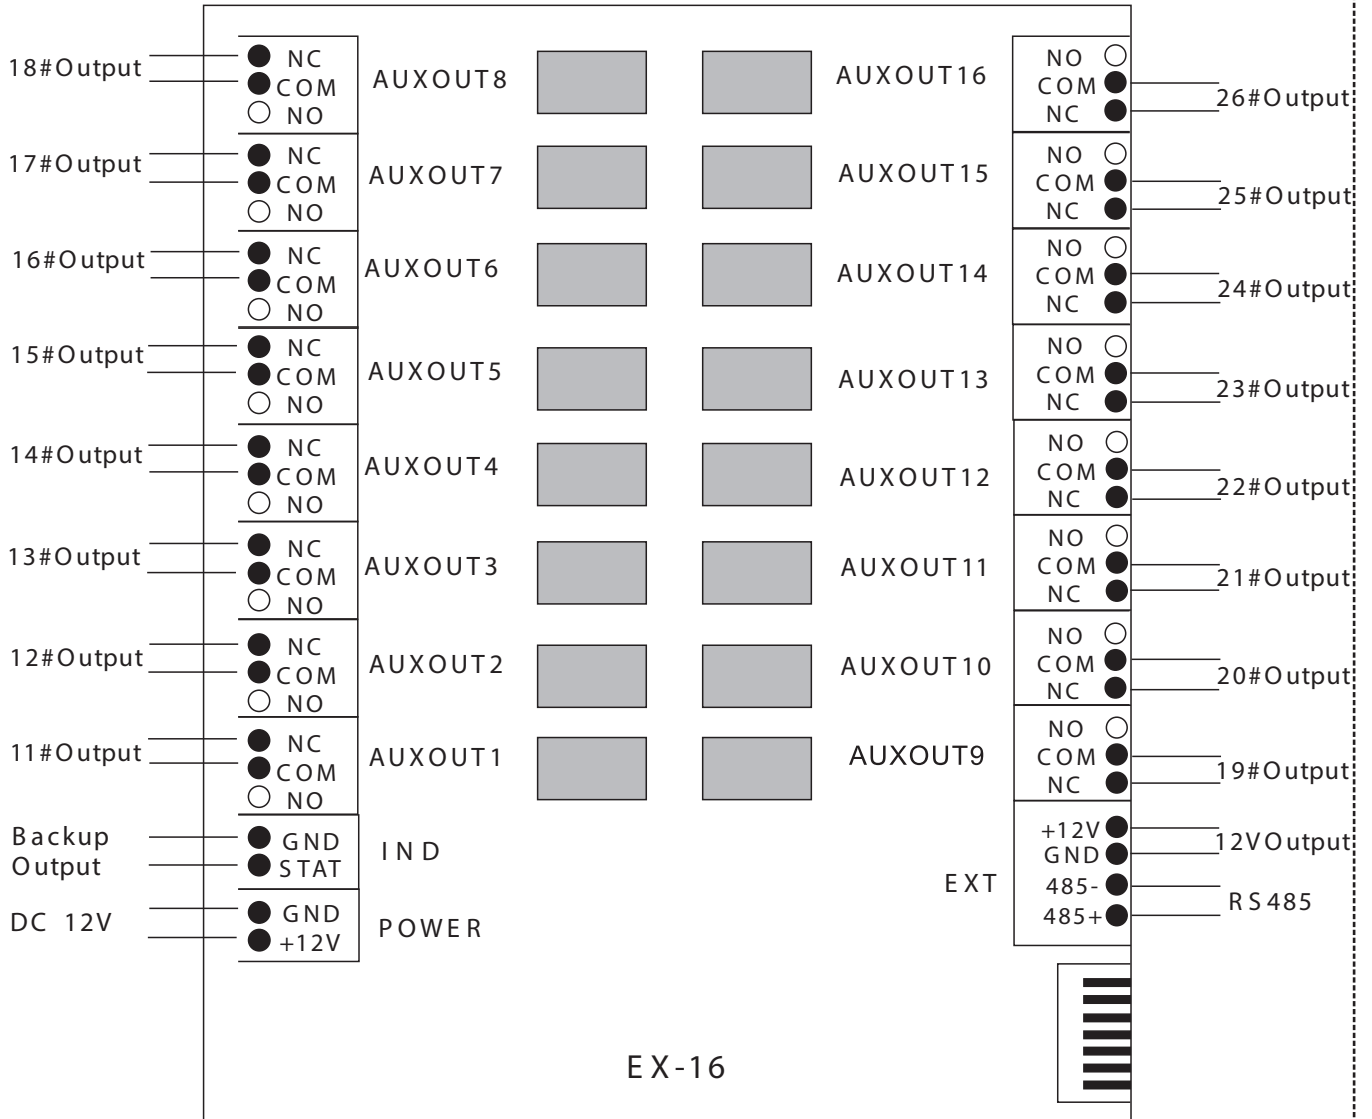 18#Output
NC
COM
NO
AUXOUT8
17#Output
NC
COM
NO
AUXOUT7
16#Output
NC
COM
NO
AUXOUT6
15#Output
NC
COM
NO
AUXOUT5
14#Output
NC
COM
NO
AUXOUT4
13#Output
NC
COM
NO
AUXOUT3
12#Output
NC
COM
NO
AUXOUT2
11#Output
NC
COM
NO
AUXOUT1
Backup
Output
GND
STAT
IND
DC 12V
GND
+12V
POWER
AUXOUT16
NO
COM
NC
26#Output
AUXOUT15
NO
COM
NC
25#Output
AUXOUT14
NO
COM
NC
24#Output
AUXOUT13
NO
COM
NC
23#Output
AUXOUT12
NO
COM
NC
22#Output
AUXOUT11
NO
COM
NC
21#Output
AUXOUT10
NO
COM
NC
20#Output
AUXOUT9
NO
COM
NC
19#Output
EXT
+12V
GND
485-
485+
12VOutput
RS485
EX-16